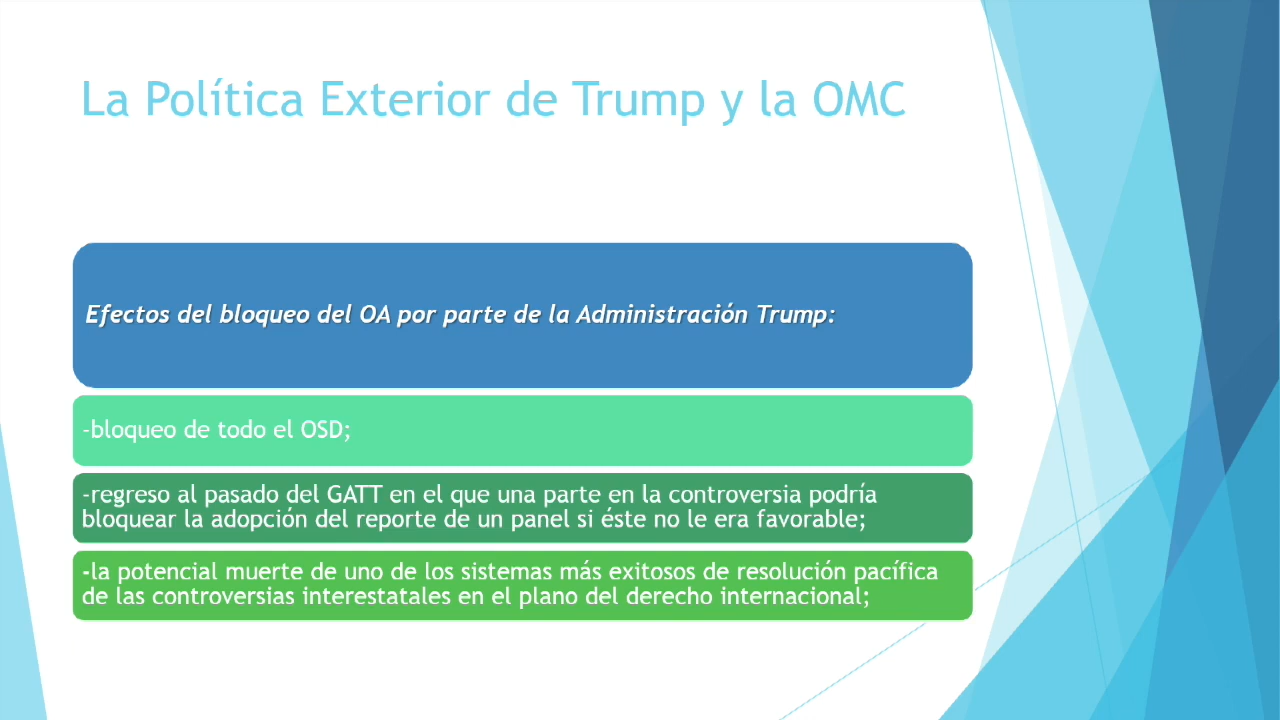 La Política Exterior de Trump y la OMC
Efectos del bloqueo del OA por parte de la Administración Trump:
-bloqueo de todo el OSD;
-regreso al pasado del GATT en el que una parte en la controversia podría
bloquear la adopción del reporte de un panel si éste no le era favorable;
-la potencial muerte de uno de los sistemas más exitosos de resolución pacífica
de las controversias interestatales en el plano del derecho internacional;